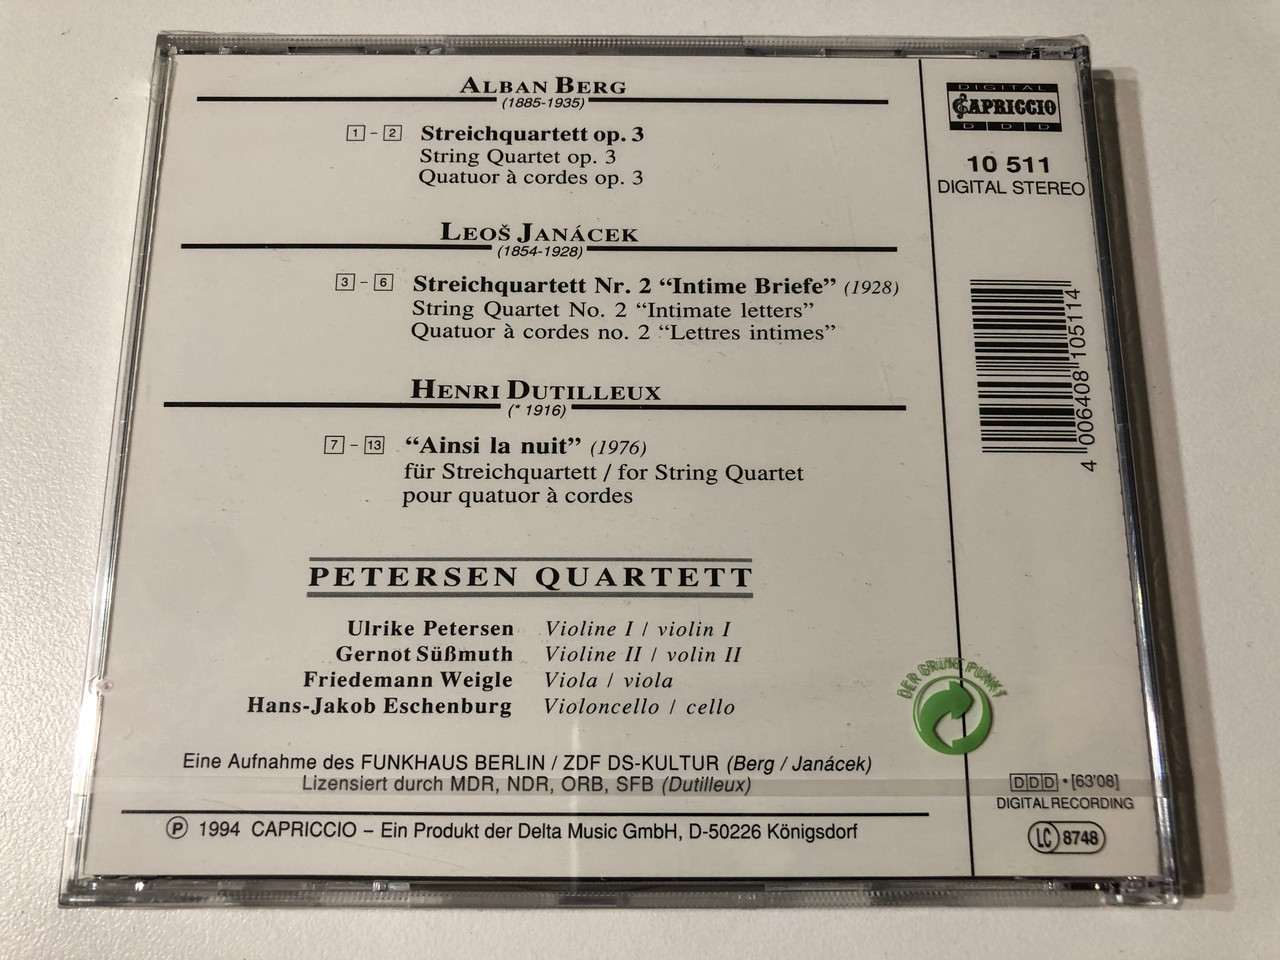 ALBAN BERG
(1885-1935)
1 – 2 Streichquartett op. 3
String Quartet op. 3
Quatuor à cordes op. 3
LEOŠ JANÁCEK
(1854-1928)
3 – 6 Streichquartett Nr. 2 “Intime Briefe” (1928)
String Quartet No. 2 “Intimate letters”
Quatuor à cordes no. 2 “Lettres intimes”
HENRI DUTILLEUX
(* 1916)
7 – 13 “Ainsi la nuit” (1976)
für Streichquartett / for String Quartet
pour quatuor à cordes
PETERSEN QUARTETT
Ulrike Petersen Violine I / violin I
Gernot Süßmuth Violine II / volin II
Friedemann Weigle Viola / viola
Hans-Jakob Eschenburg Violoncello / cello
Eine Aufnahme des FUNKHAUS BERLIN / ZDF DS-KULTUR (Berg / Janácek)
Lizensiert durch MDR, NDR, ORB, SFB (Dutilleux)
℗ 1994 CAPRICCIO – Ein Produkt der Delta Music GmbH, D-50226 Königsdorf
DIGITAL
CAPRICCIO
D D D
10 511
DIGITAL STEREO
4 006408 105114
DER GRÜNE PUNKT
DDD • [63'08]
DIGITAL RECORDING
LC 8748